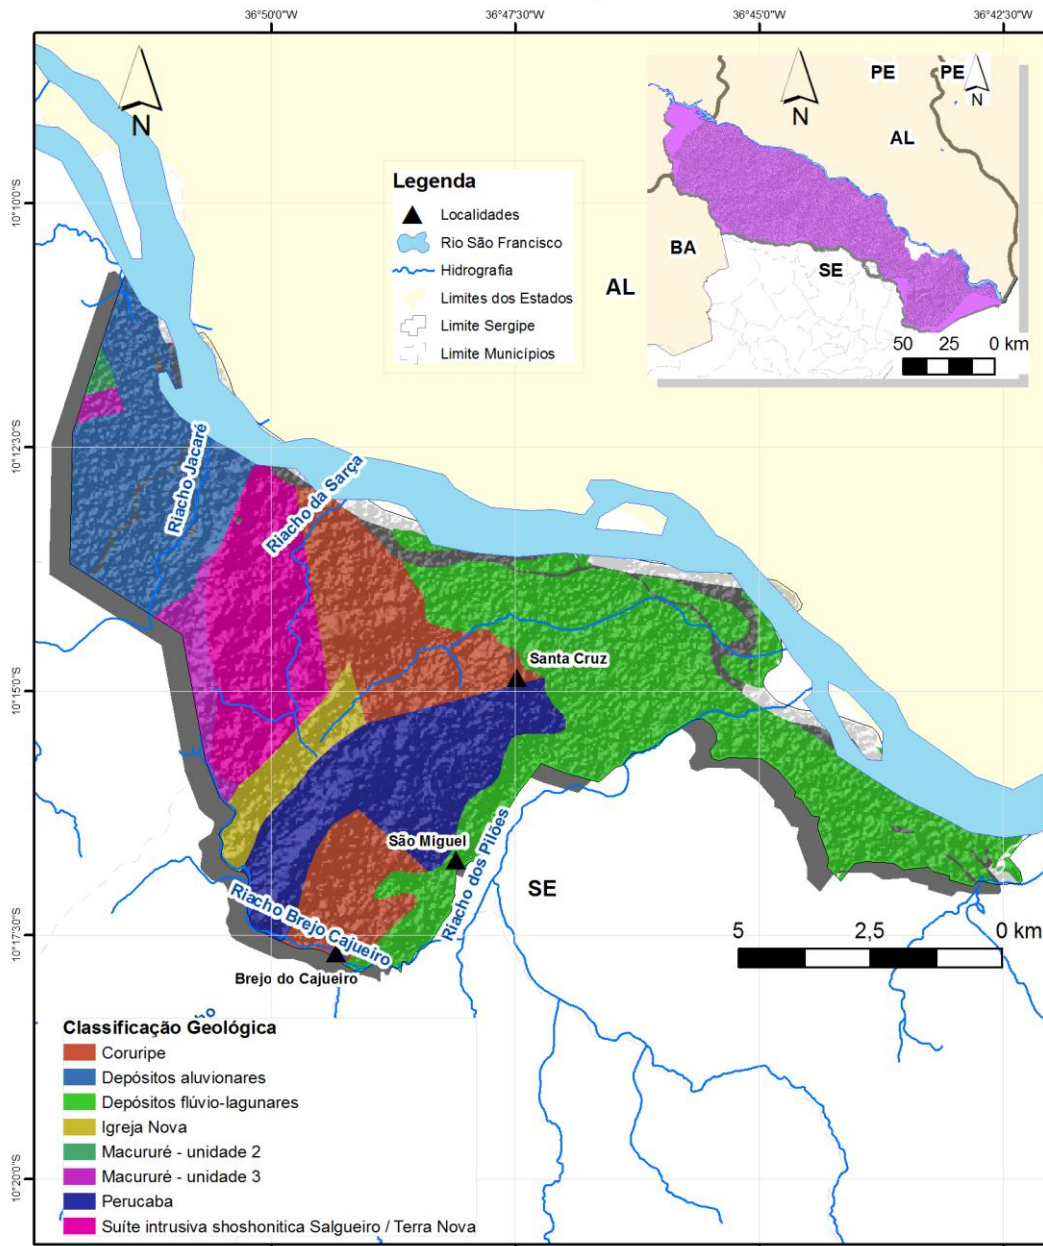 36°50'0"W
36°47'30"W
36°45'0"W
36°42'30"W
N
PE
PE
N
N
AL
10°10'0"S
Legenda
Localidades
Rio São Francisco
Hidrografia
Limites dos Estados
Limite Sergipe
Limite Municípios
BA
SE
AL
50 25 0 km
10°12'30"S
Riacho Jacaré
Riacho da Sarça
Santa Cruz
10°15'0"S
São Miguel
Riacho dos Pilões
SE
Riacho Brejo Cajueiro
10°17'30"S
5 2,5 0 km
Brejo do Cajueiro
Classificação Geológica
Coruripe
Depósitos aluvionares
Depósitos flúvio-lagunares
Igreja Nova
Macururé - unidade 2
Macururé - unidade 3
10°20'0"S
Perucaba
Suíte intrusiva shoshonitica Salgueiro / Terra Nova